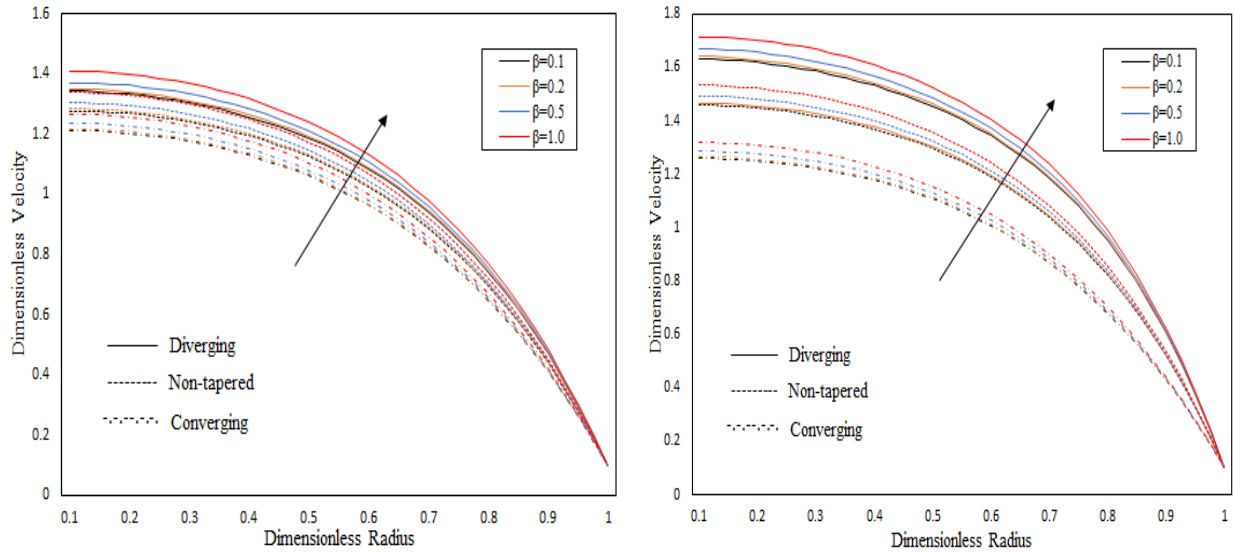 1.6
1.4
1.2
1
0.8
0.6
0.4
0.2
0
Dimensionless Velocity
β=0.1
β=0.2
β=0.5
β=1.0
Diverging
Non-tapered
Converging
0.1 0.2 0.3 0.4 0.5 0.6 0.7 0.8 0.9 1
Dimensionless Radius
1.8
1.6
1.4
1.2
1
0.8
0.6
0.4
0.2
0
Dimensionless Velocity
β=0.1
β=0.2
β=0.5
β=1.0
Diverging
Non-tapered
Converging
0.1 0.2 0.3 0.4 0.5 0.6 0.7 0.8 0.9 1
Dimensionless Radius